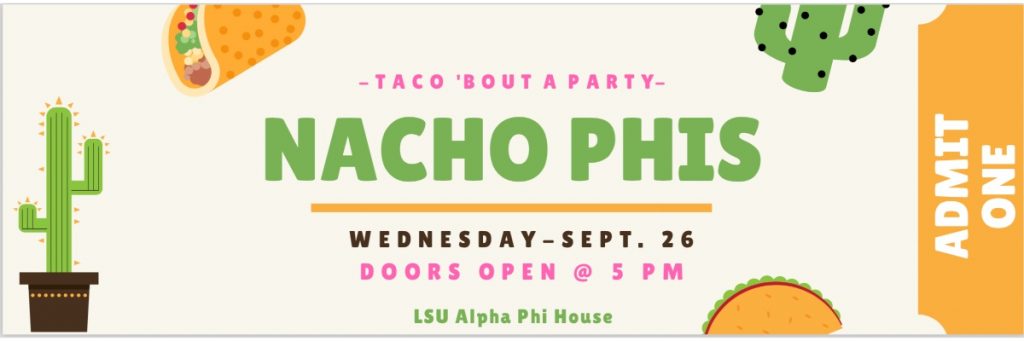 -TACO 'BOUT A PARTY-
NACHO PHIS
WEDNESDAY-SEPT. 26
DOORS OPEN @ 5 PM
LSU Alpha Phi House
ADMIT
ONE